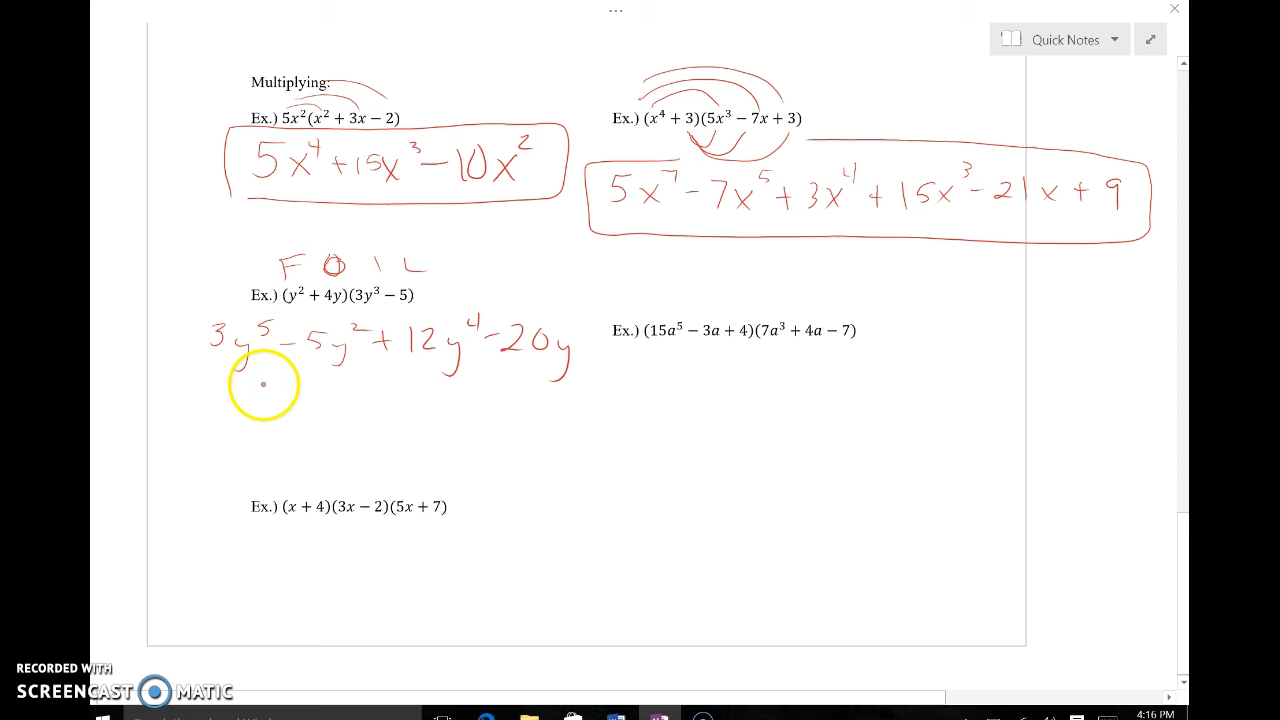 ...
Quick Notes
Multiplying:
Ex.) 5x²(x² + 3x − 2)
5x⁴ + 15x³ − 10x²
Ex.) (x⁴ + 3)(5x³ − 7x + 3)
5x⁷ − 7x⁵ + 3x⁴ + 15x³ − 21x + 9
F O I L
Ex.) (y² + 4y)(3y³ − 5)
3y⁵ − 5y² + 12y⁴ − 20y
Ex.) (15a⁵ − 3a + 4)(7a³ + 4a − 7)
Ex.) (x + 4)(3x − 2)(5x + 7)
RECORDED WITH
SCREENCAST MATIC
4:16 PM